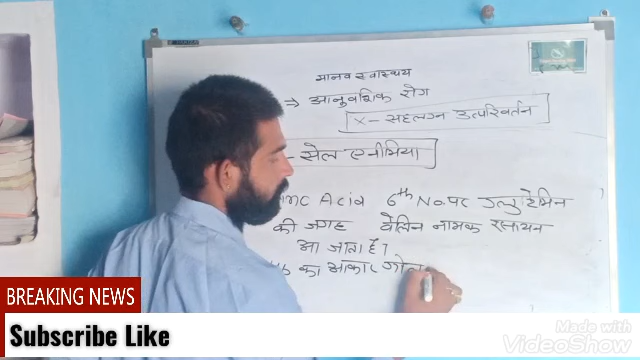 मानव स्वास्थ्य
⇒ आनुवंशिक रोग
X - सहलग्न उत्परिवर्तन
- सेल एनीमिया
Acid 6th No पर ग्लुटेमिन
की जगह वेलिन नामक रसायन
आ जाता है।
Hb का आकार गोल
BREAKING NEWS
Subscribe Like
Made with
VideoShow